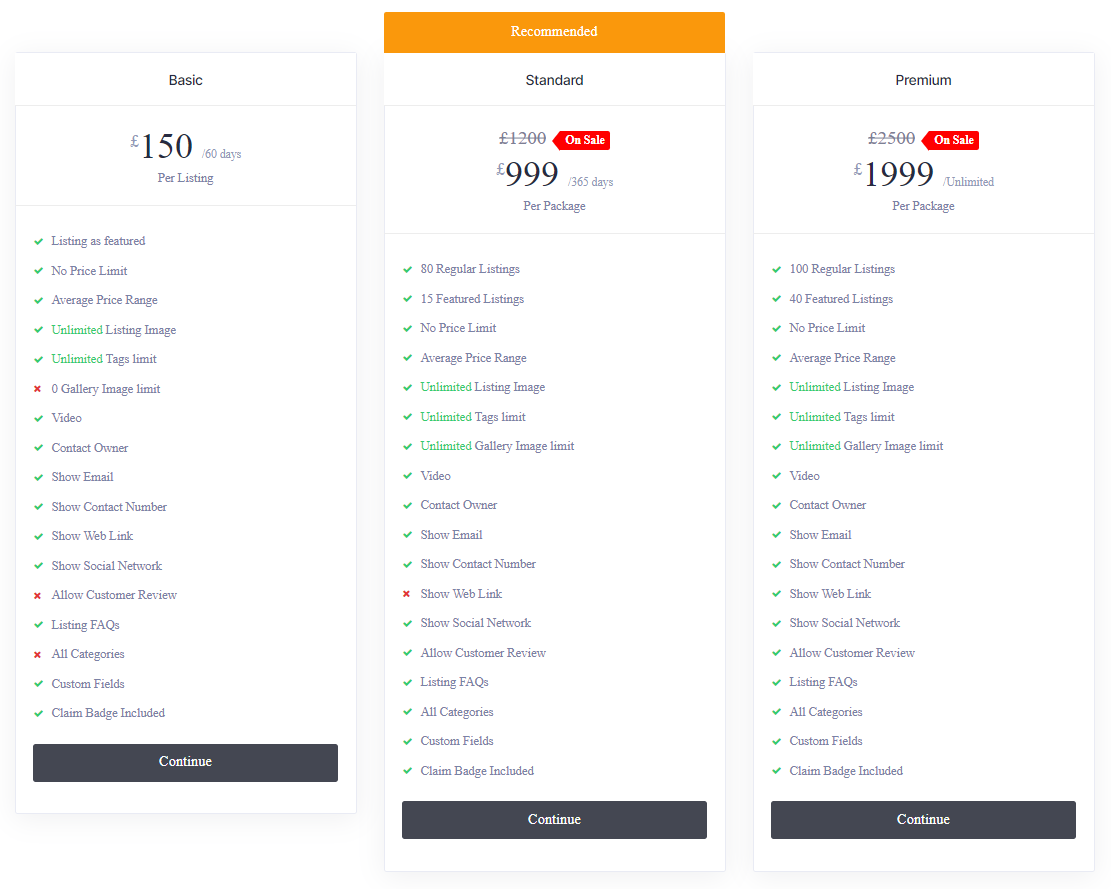 Recommended
Basic
£150 /60 days
Per Listing
Listing as featured
No Price Limit
Average Price Range
Unlimited Listing Image
Unlimited Tags limit
0 Gallery Image limit
Video
Contact Owner
Show Email
Show Contact Number
Show Web Link
Show Social Network
Allow Customer Review
Listing FAQs
All Categories
Custom Fields
Claim Badge Included
Continue
Standard
£1200 On Sale
£999 /365 days
Per Package
80 Regular Listings
15 Featured Listings
No Price Limit
Average Price Range
Unlimited Listing Image
Unlimited Tags limit
Unlimited Gallery Image limit
Video
Contact Owner
Show Email
Show Contact Number
Show Web Link
Show Social Network
Allow Customer Review
Listing FAQs
All Categories
Custom Fields
Claim Badge Included
Continue
Premium
£2500 On Sale
£1999 /Unlimited
Per Package
100 Regular Listings
40 Featured Listings
No Price Limit
Average Price Range
Unlimited Listing Image
Unlimited Tags limit
Unlimited Gallery Image limit
Video
Contact Owner
Show Email
Show Contact Number
Show Web Link
Show Social Network
Allow Customer Review
Listing FAQs
All Categories
Custom Fields
Claim Badge Included
Continue